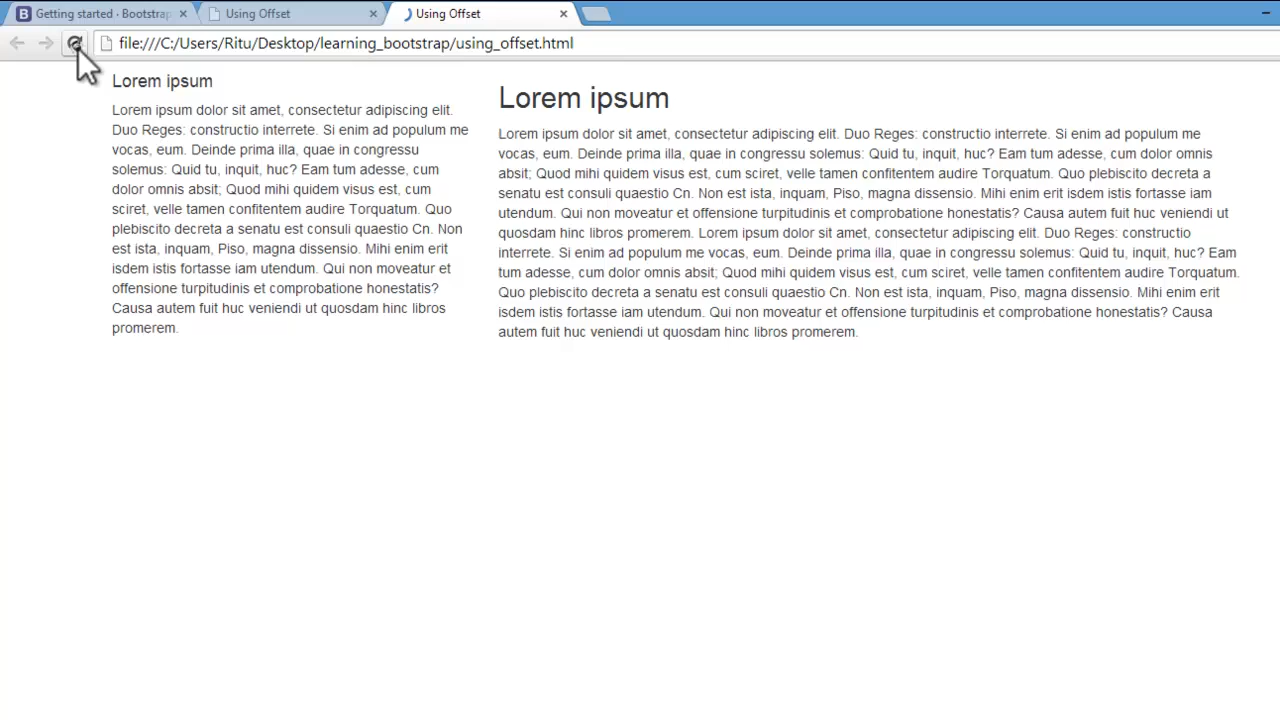 Getting started · Bootstrap
Using Offset
Using Offset
file:///C:/Users/Ritu/Desktop/learning_bootstrap/using_offset.html
Lorem ipsum
Lorem ipsum dolor sit amet, consectetur adipiscing elit.
Duo Reges: constructio interrete. Si enim ad populum me
vocas, eum. Deinde prima illa, quae in congressu
solemus: Quid tu, inquit, huc? Eam tum adesse, cum
dolor omnis absit; Quod mihi quidem visus est, cum
sciret, velle tamen confitentem audire Torquatum. Quo
plebiscito decreta a senatu est consuli quaestio Cn. Non
est ista, inquam, Piso, magna dissensio. Mihi enim erit
isdem istis fortasse iam utendum. Qui non moveatur et
offensione turpitudinis et comprobatione honestatis?
Causa autem fuit huc veniendi ut quosdam hinc libros
promerem.
Lorem ipsum
Lorem ipsum dolor sit amet, consectetur adipiscing elit. Duo Reges: constructio interrete. Si enim ad populum me
vocas, eum. Deinde prima illa, quae in congressu solemus: Quid tu, inquit, huc? Eam tum adesse, cum dolor omnis
absit; Quod mihi quidem visus est, cum sciret, velle tamen confitentem audire Torquatum. Quo plebiscito decreta a
senatu est consuli quaestio Cn. Non est ista, inquam, Piso, magna dissensio. Mihi enim erit isdem istis fortasse iam
utendum. Qui non moveatur et offensione turpitudinis et comprobatione honestatis? Causa autem fuit huc veniendi ut
quosdam hinc libros promerem. Lorem ipsum dolor sit amet, consectetur adipiscing elit. Duo Reges: constructio
interrete. Si enim ad populum me vocas, eum. Deinde prima illa, quae in congressu solemus: Quid tu, inquit, huc? Eam
tum adesse, cum dolor omnis absit; Quod mihi quidem visus est, cum sciret, velle tamen confitentem audire Torquatum.
Quo plebiscito decreta a senatu est consuli quaestio Cn. Non est ista, inquam, Piso, magna dissensio. Mihi enim erit
isdem istis fortasse iam utendum. Qui non moveatur et offensione turpitudinis et comprobatione honestatis? Causa
autem fuit huc veniendi ut quosdam hinc libros promerem.